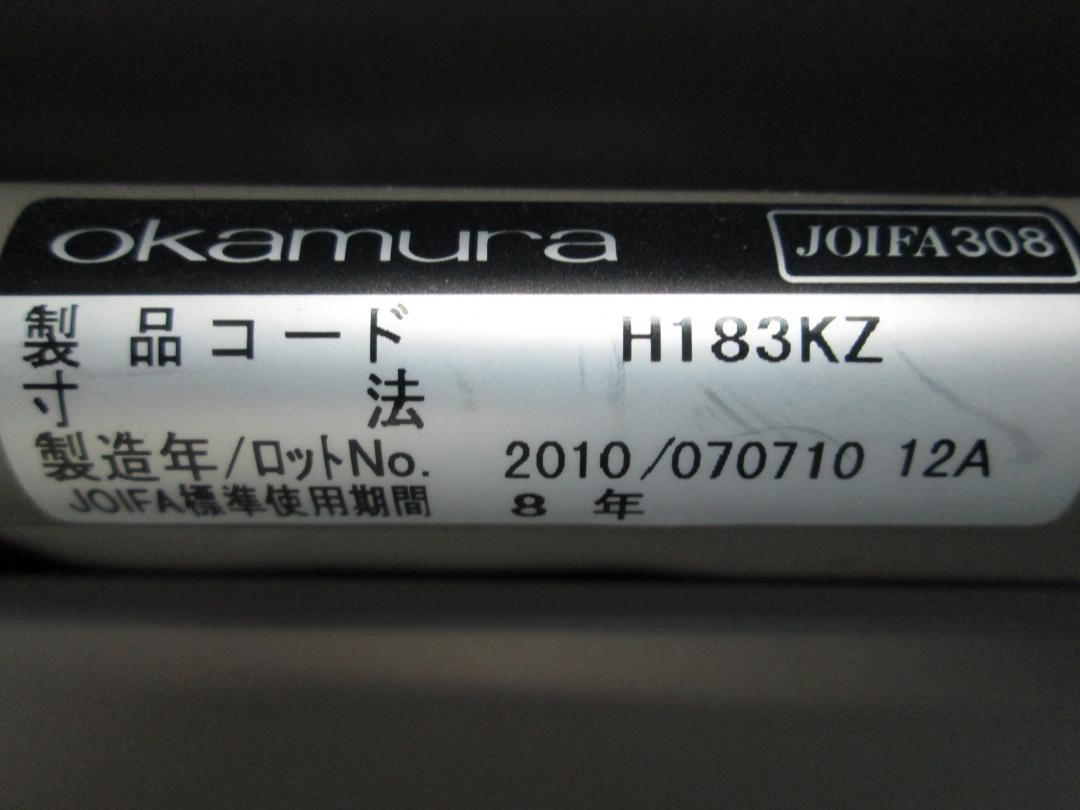 okamura JOIFA308
製品コード H183KZ
寸法
製造年/ロットNo. 2010/070710 12A
JOIFA標準使用期間 8年